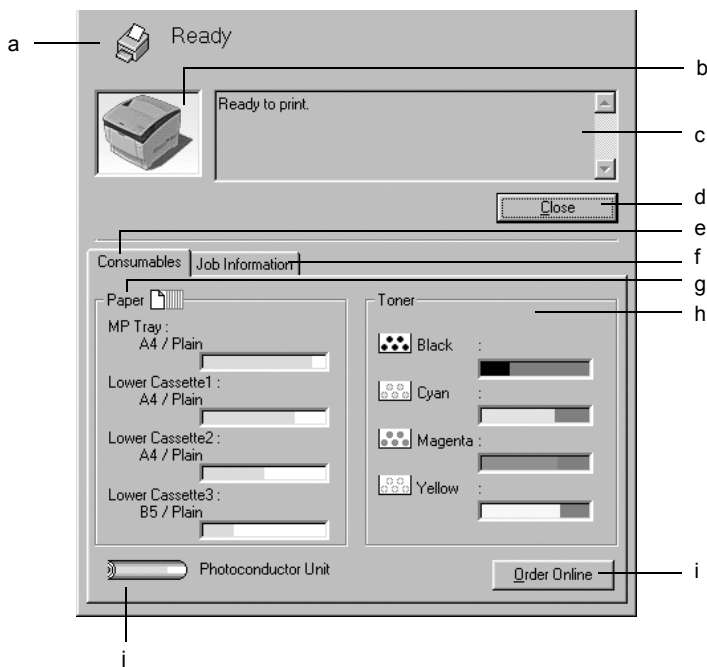 a
Ready
b
Ready to print.
c
Close
d
e
Consumables
Job Information
f
g
Paper
Toner
h
MP Tray :
A4 / Plain
Lower Cassette1 :
A4 / Plain
Lower Cassette2 :
A4 / Plain
Lower Cassette3 :
B5 / Plain
Black :
Cyan :
Magenta :
Yellow :
Photoconductor Unit
Order Online
i
j